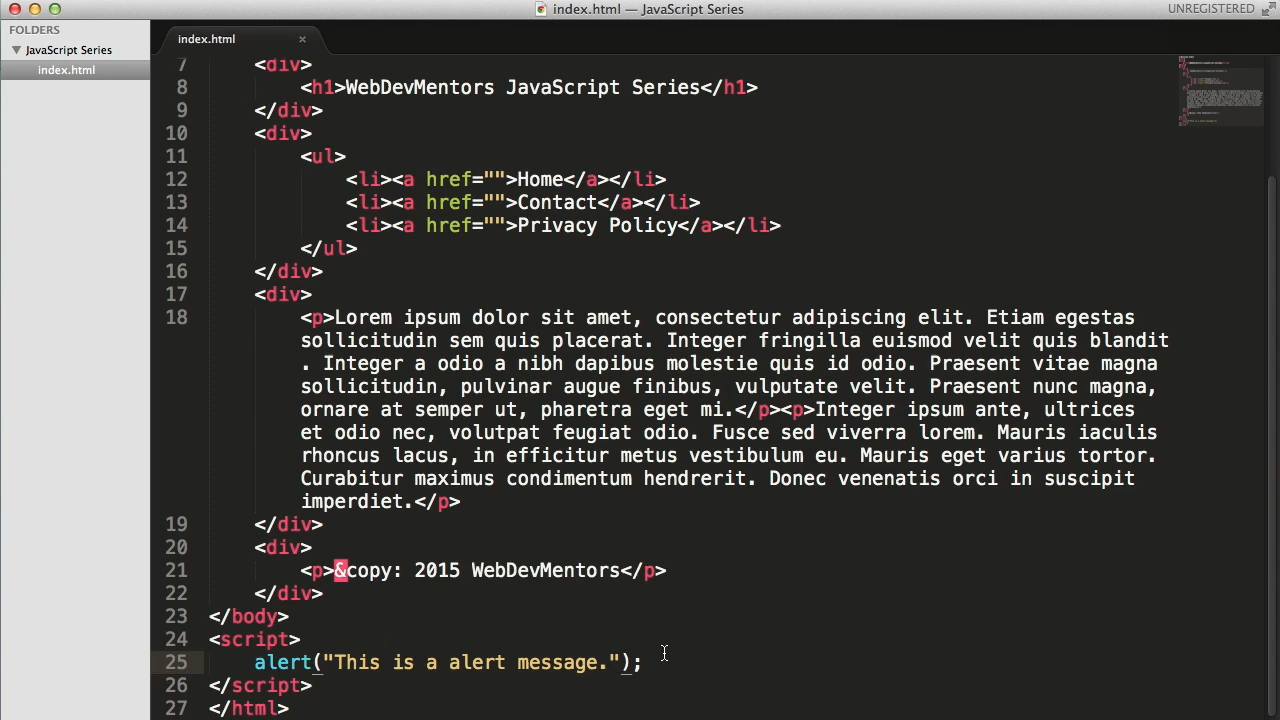 index.html — JavaScript Series
UNREGISTERED
FOLDERS
JavaScript Series
index.html
index.html ×
7 <div>
8 <h1>WebDevMentors JavaScript Series</h1>
9 </div>
10 <div>
11 <ul>
12 <li><a href="">Home</a></li>
13 <li><a href="">Contact</a></li>
14 <li><a href="">Privacy Policy</a></li>
15 </ul>
16 </div>
17 <div>
18 <p>Lorem ipsum dolor sit amet, consectetur adipiscing elit. Etiam egestas
sollicitudin sem quis placerat. Integer fringilla euismod velit quis blandit
. Integer a odio a nibh dapibus molestie quis id odio. Praesent vitae magna
sollicitudin, pulvinar augue finibus, vulputate velit. Praesent nunc magna,
ornare at semper ut, pharetra eget mi.</p><p>Integer ipsum ante, ultrices
et odio nec, volutpat feugiat odio. Fusce sed viverra lorem. Mauris iaculis
rhoncus lacus, in efficitur metus vestibulum eu. Mauris eget varius tortor.
Curabitur maximus condimentum hendrerit. Donec venenatis orci in suscipit
imperdiet.</p>
19 </div>
20 <div>
21 <p>&copy: 2015 WebDevMentors</p>
22 </div>
23 </body>
24 <script>
25 alert("This is a alert message.");
26 </script>
27 </html>